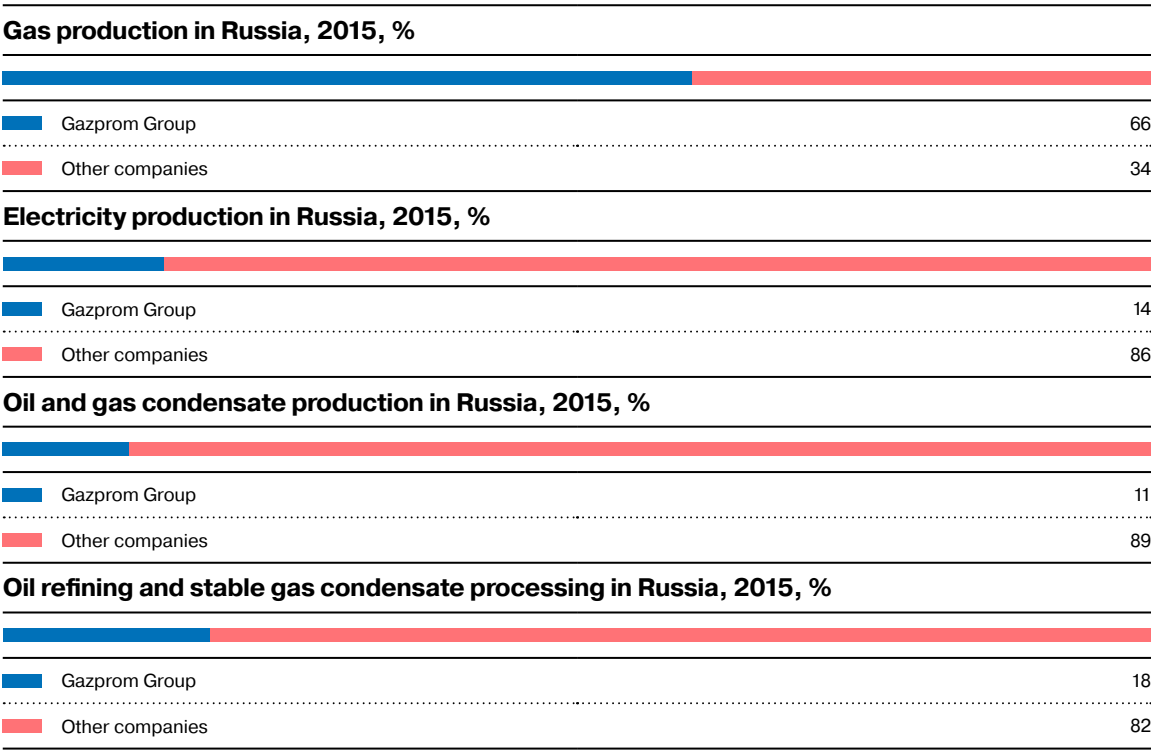 Gas production in Russia, 2015, %
Gazprom Group 66
Other companies 34
Electricity production in Russia, 2015, %
Gazprom Group 14
Other companies 86
Oil and gas condensate production in Russia, 2015, %
Gazprom Group 11
Other companies 89
Oil refining and stable gas condensate processing in Russia, 2015, %
Gazprom Group 18
Other companies 82